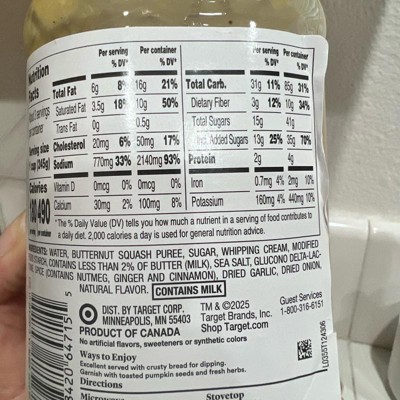 Nutrition
Facts
Per serving Per container
% DV* % DV*
Total Fat 6g 8% 16g 21%
Saturated Fat 3.5g 18% 10g 50%
Trans Fat 0g 0.5g
Cholesterol 20mg 6% 50mg 17%
Sodium 770mg 33% 2140mg 93%
Vitamin D 0mcg 0% 0mcg 0%
Calcium 30mg 2% 100mg 8%
servings
container
size
cup (245g)
Calories
/490
Per serving Per container
% DV* % DV*
Total Carb. 31g 11% 85g 31%
Dietary Fiber 3g 12% 10g 34%
Total Sugars 15g 41g
Added Sugars 13g 25% 35g 70%
Protein 2g 4g
Iron 0.7mg 4% 2mg 10%
Potassium 160mg 4% 440mg 10%
*The % Daily Value (DV) tells you how much a nutrient in a serving of food contributes to
a daily diet. 2,000 calories a day is used for general nutrition advice.
INGREDIENTS: WATER, BUTTERNUT SQUASH PUREE, SUGAR, WHIPPING CREAM, MODIFIED
STARCH, CONTAINS LESS THAN 2% OF BUTTER (MILK), SEA SALT, GLUCONO DELTA-LAC-
SPICE (CONTAINS NUTMEG, GINGER AND CINNAMON), DRIED GARLIC, DRIED ONION,
NATURAL FLAVOR. CONTAINS MILK
DIST. BY TARGET CORP.
MINNEAPOLIS, MN 55403
PRODUCT OF CANADA
TM & ©2025
Target Brands, Inc.
Shop Target.com
Guest Services
1-800-316-6151
No artificial flavors, sweeteners or synthetic colors
Ways to Enjoy
Excellent served with crusty bread for dipping.
Garnish with toasted pumpkin seeds and fresh herbs.
Directions
Stovetop